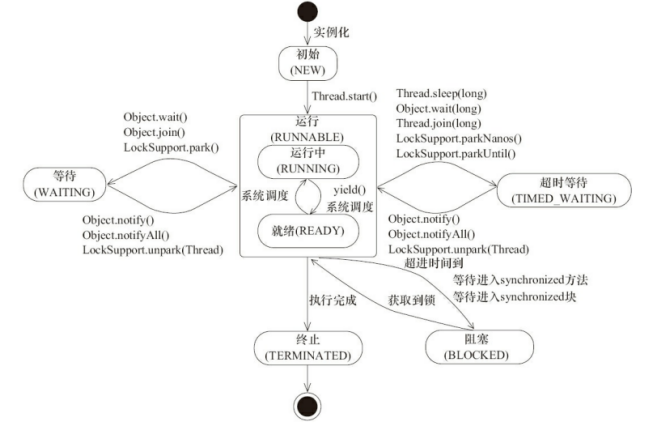 实例化
初始
(NEW)
Thread.start()
Object.wait()
Object.join()
LockSupport.park()
运行
(RUNNABLE)
运行中
(RUNNING)
系统调度
yield()
系统调度
就绪(READY)
Thread.sleep(long)
Object.wait(long)
Thread.join(long)
LockSupport.parkNanos()
LockSupport.parkUntil()
等待
(WAITING)
超时等待
(TIMED_WAITING)
Object.notify()
Object.notifyAll()
LockSupport.unpark(Thread)
Object.notify()
Object.notifyAll()
LockSupport.unpark(Thread)
超进时间到
等待进入synchronized方法
等待进入synchronized块
执行完成
获取到锁
终止
(TERMINATED)
阻塞
(BLOCKED)